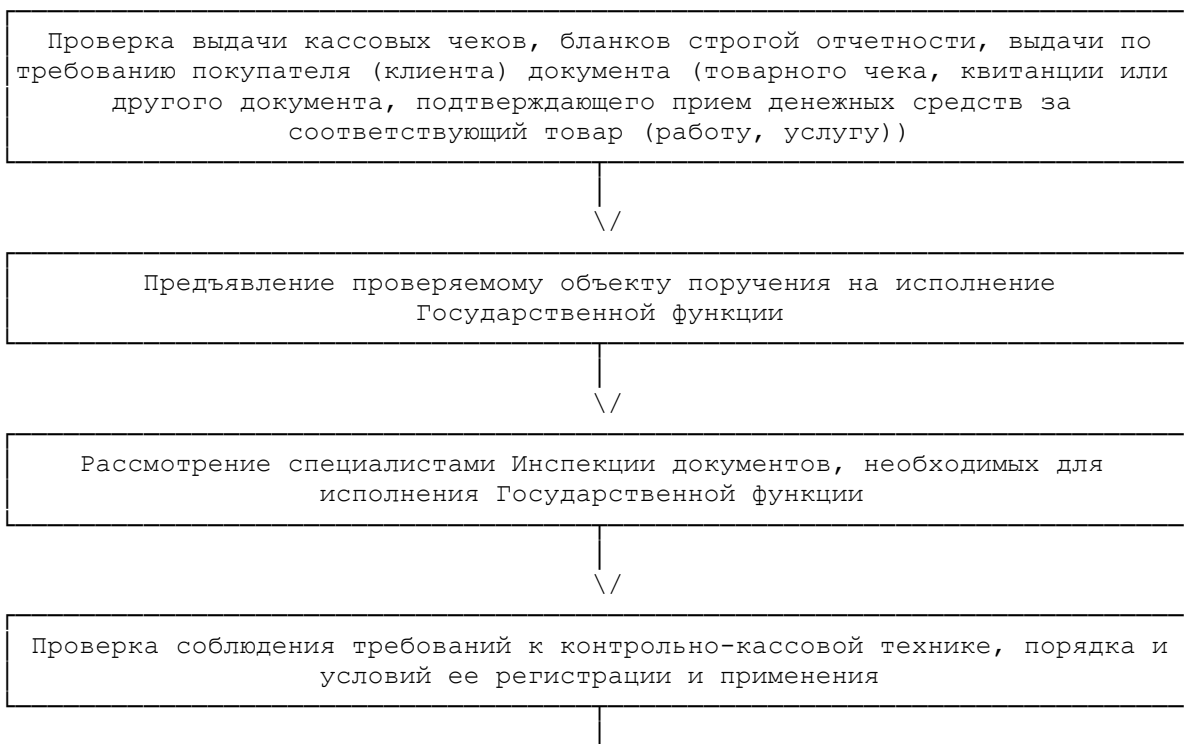 Проверка выдачи кассовых чеков, бланков строгой отчетности, выдачи по
требованию покупателя (клиента) документа (товарного чека, квитанции или
другого документа, подтверждающего прием денежных средств за
соответствующий товар (работу, услугу))
\/
Предъявление проверяемому объекту поручения на исполнение
Государственной функции
\/
Рассмотрение специалистами Инспекции документов, необходимых для
исполнения Государственной функции
\/
Проверка соблюдения требований к контрольно-кассовой технике, порядка и
условий ее регистрации и применения